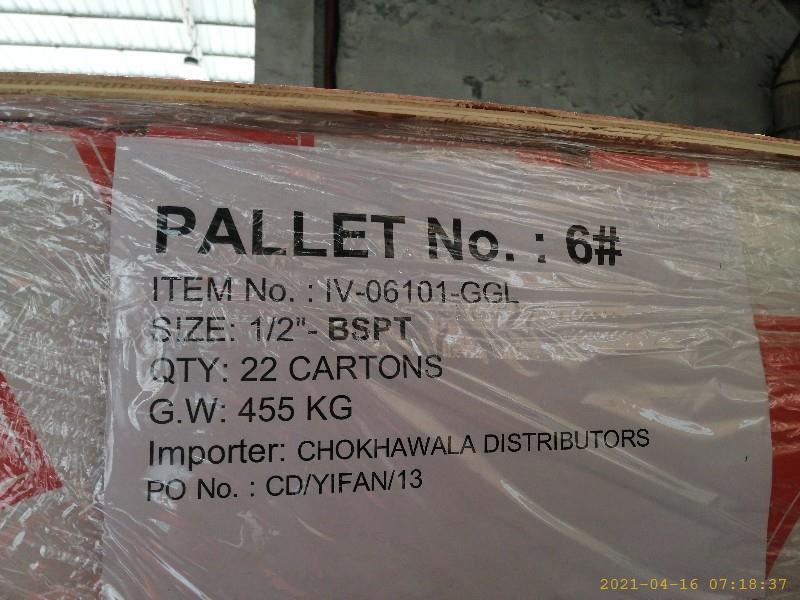 PALLET No. : 6#
ITEM No. : IV-06101-GGL
SIZE: 1/2"- BSPT
QTY: 22 CARTONS
G.W: 455 KG
Importer: CHOKHAWALA DISTRIBUTORS
PO No. : CD/YIFAN/13
2021-04-16 07:18:37